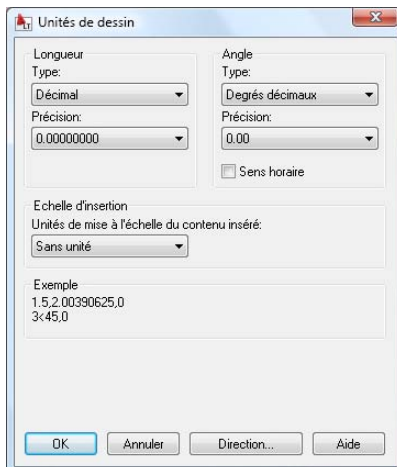 LT Unités de dessin
Longueur
Type:
Décimal
Précision:
0.00000000
Angle
Type:
Degrés décimaux
Précision:
0.00
Sens horaire
Echelle d'insertion
Unités de mise à l'échelle du contenu inséré:
Sans unité
Exemple
1.5,2.00390625,0
3<45,0
OK Annuler Direction... Aide